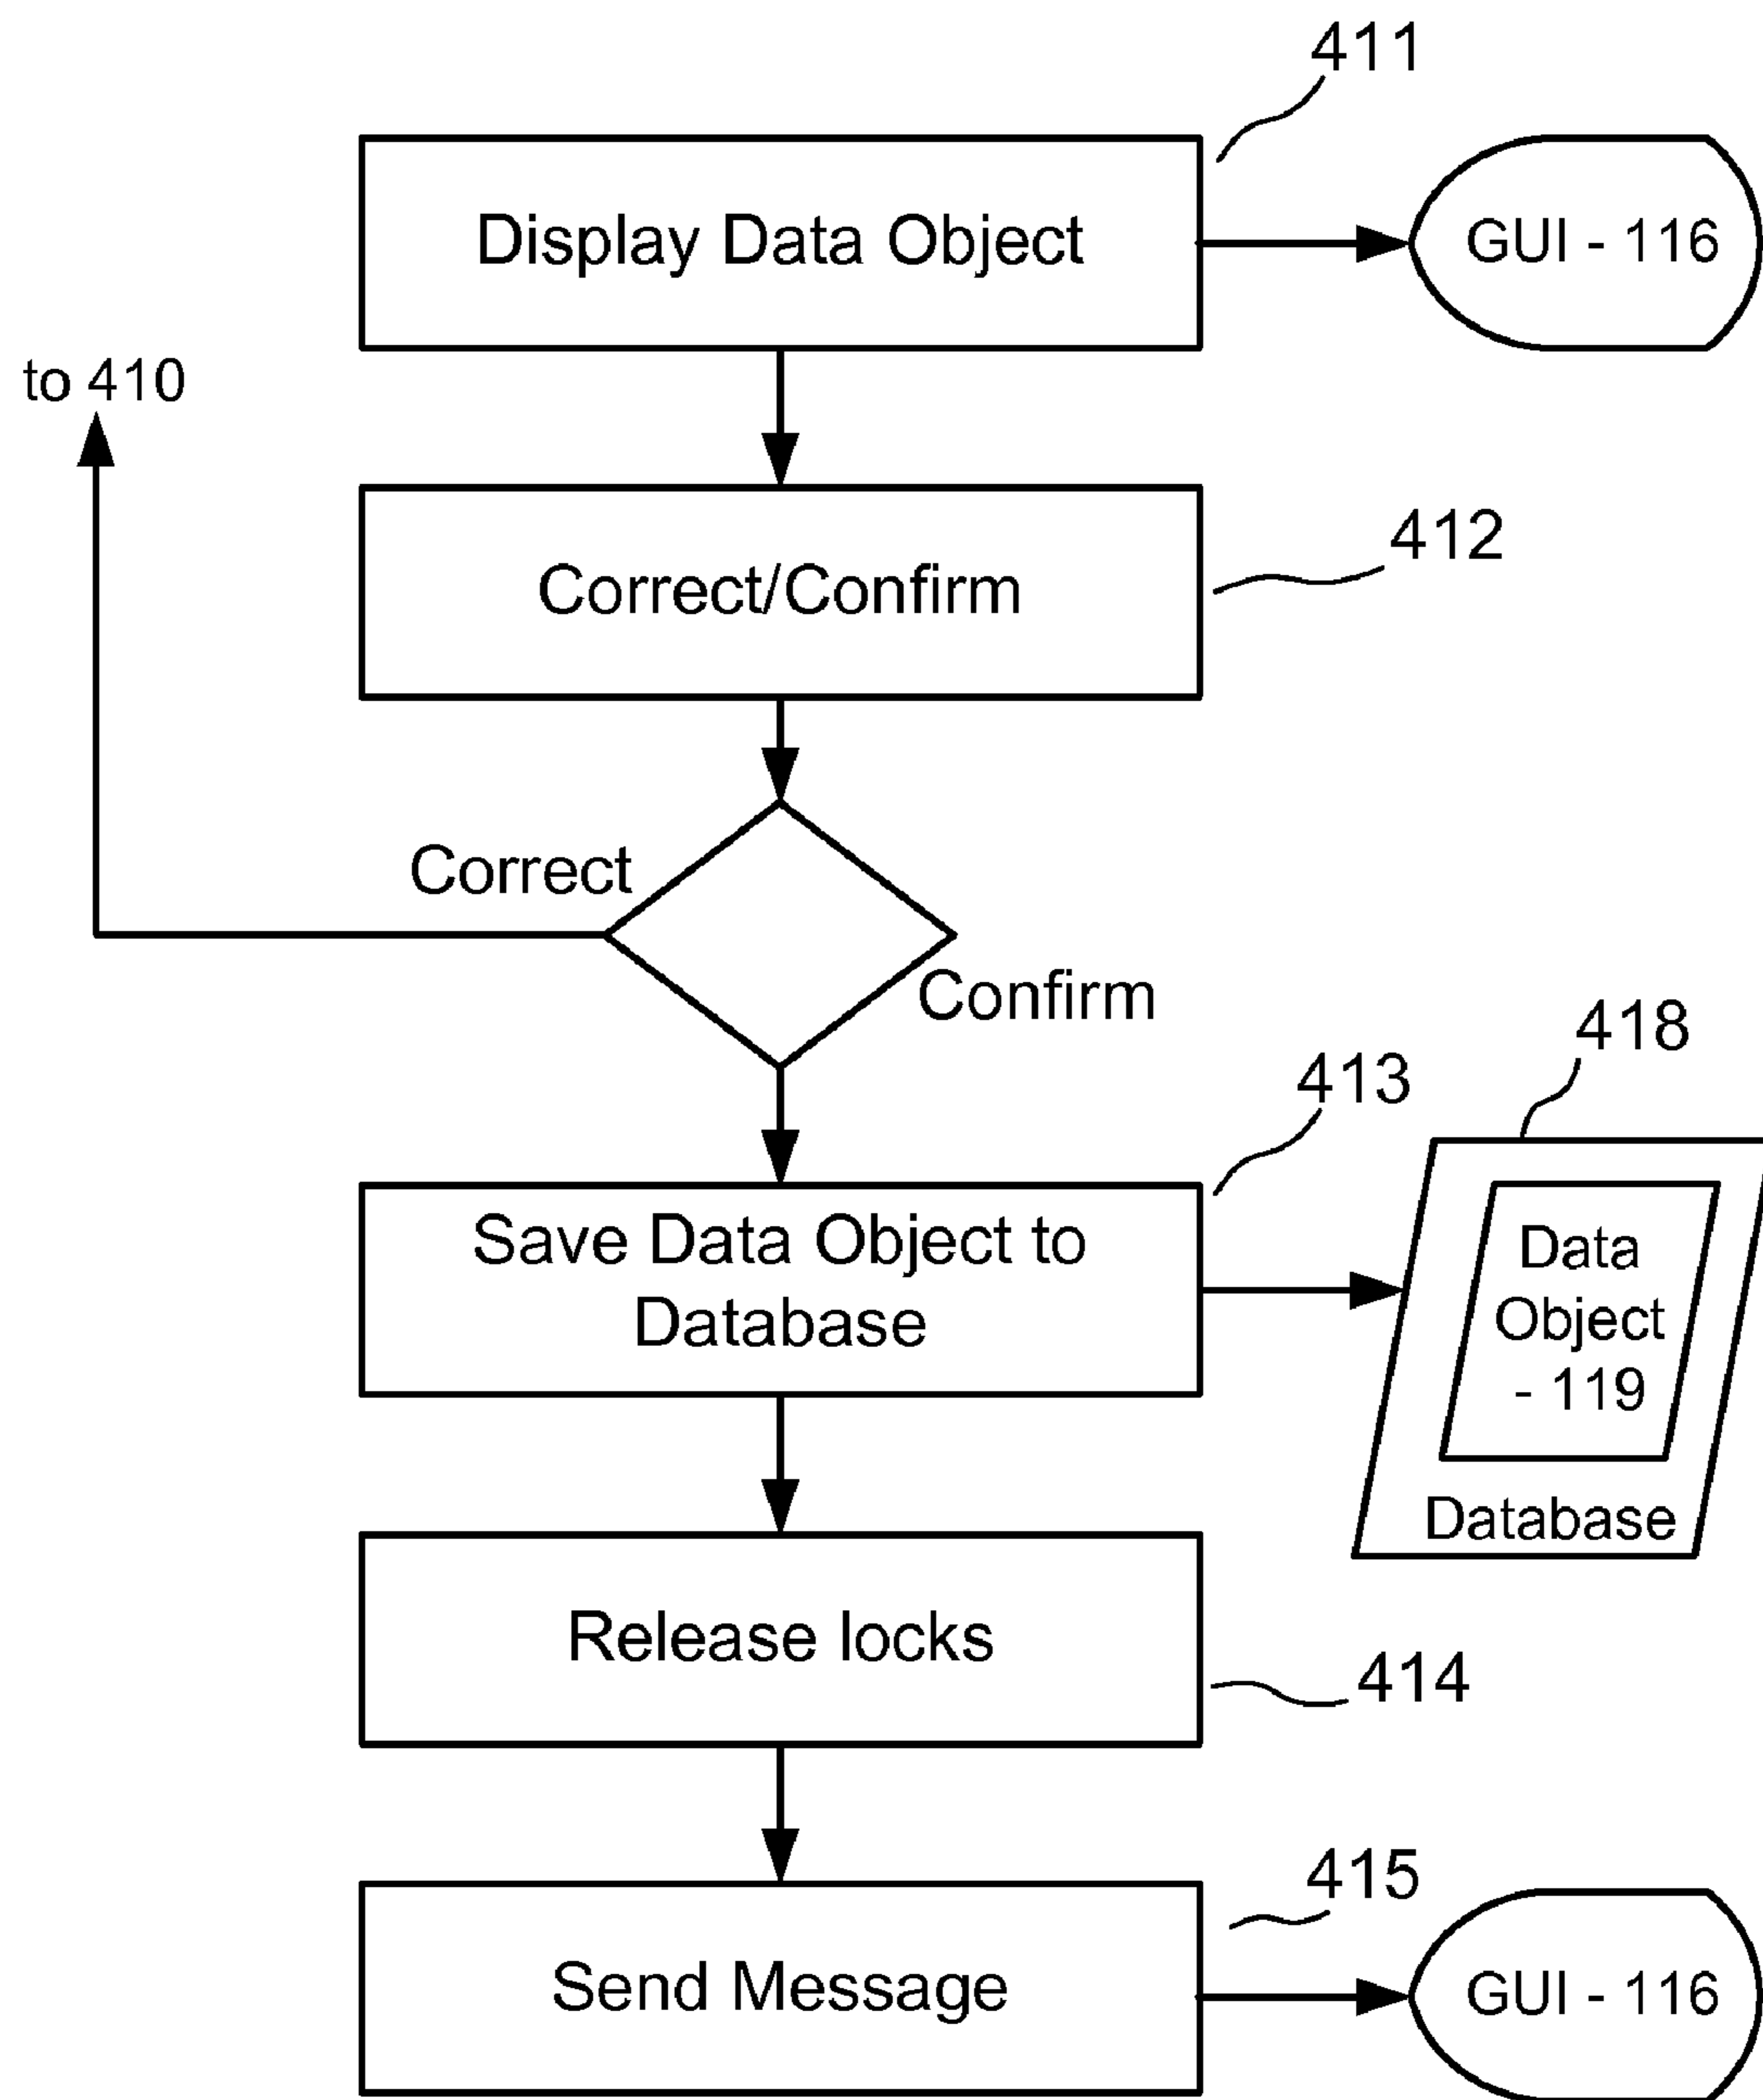 411
Display Data Object
GUI - 116
to 410
412
Correct/Confirm
Correct
Confirm
418
413
Save Data Object to
Database
Data
Object
- 119
Database
Release locks
414
415
Send Message
GUI - 116